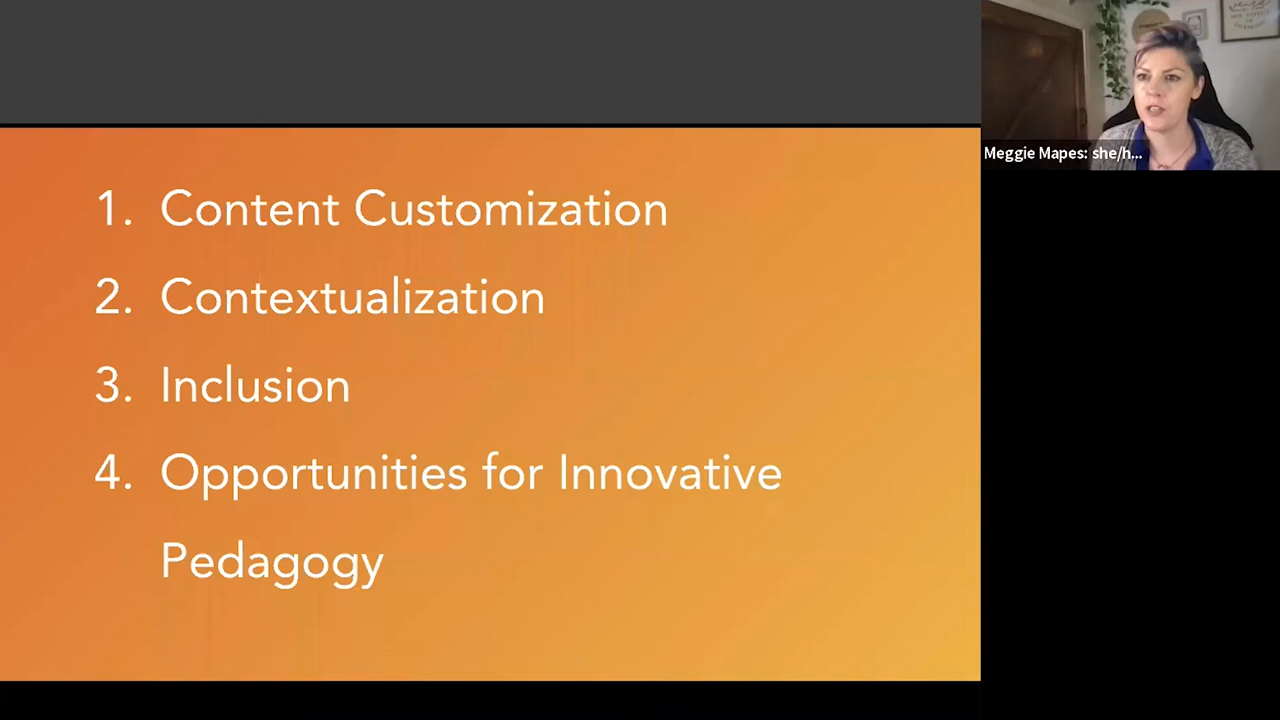 1. Content Customization
2. Contextualization
3. Inclusion
4. Opportunities for Innovative
Pedagogy
Meggie Mapes: she/h...